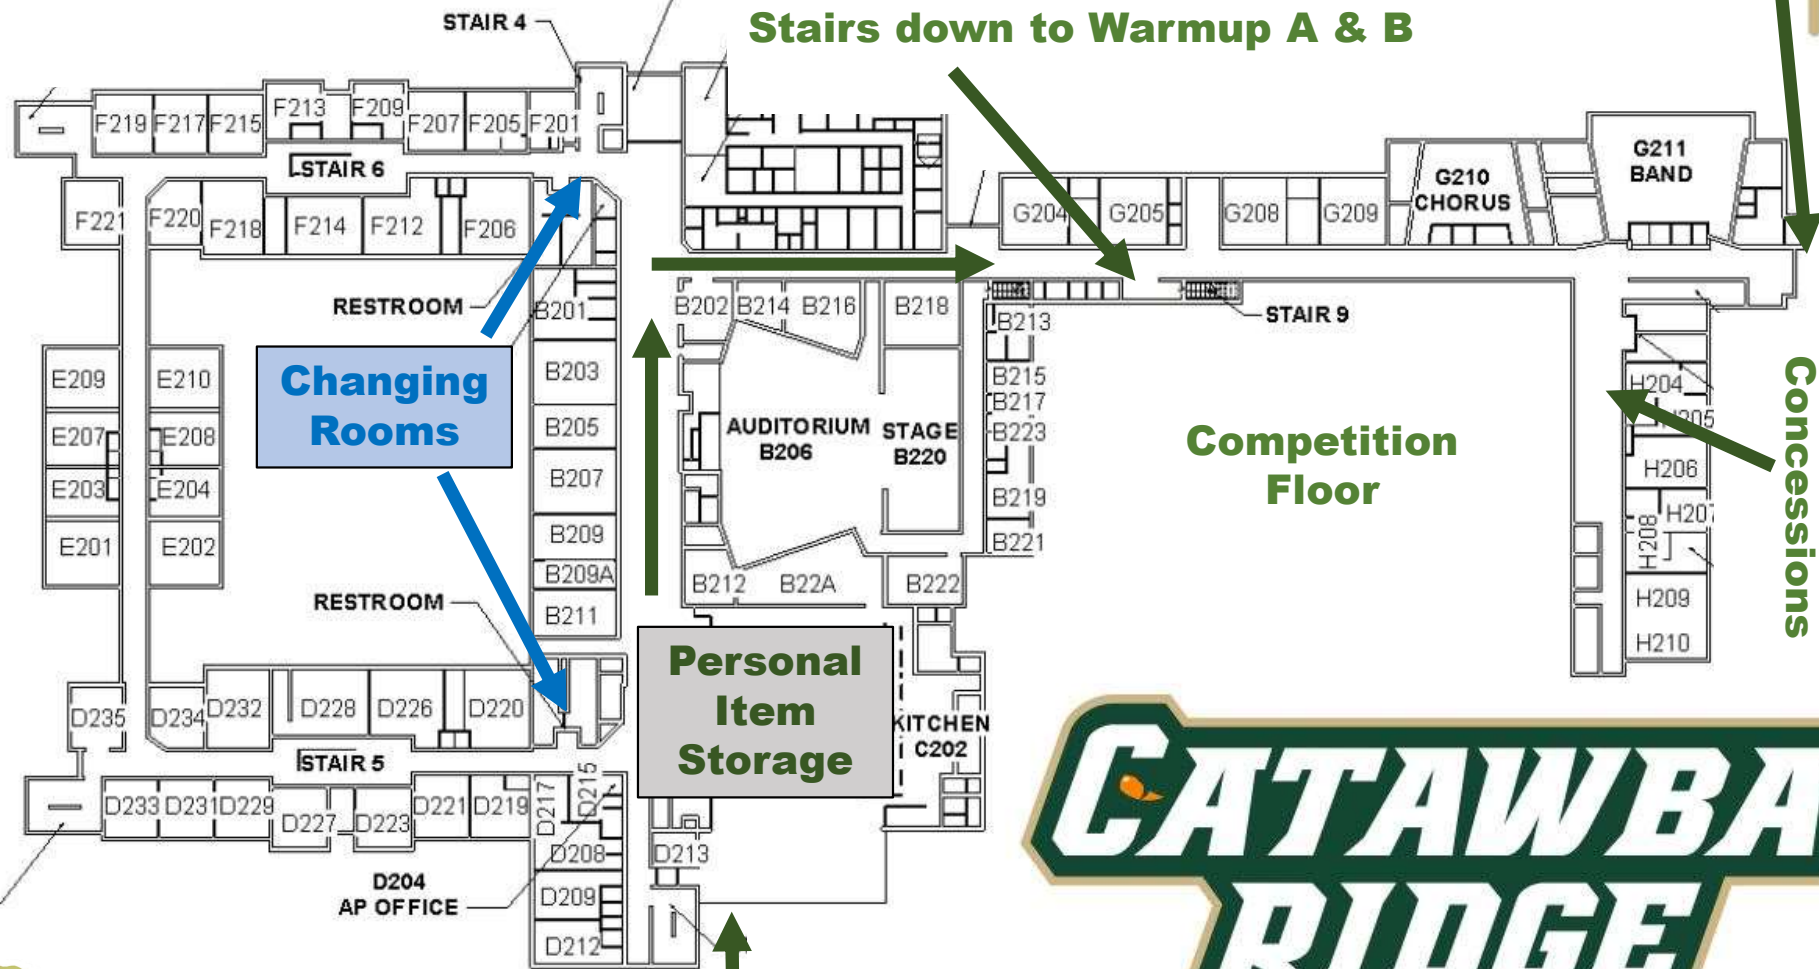 Stairs down to Warmup A & B
STAIR 4
F219 F217 F215 F213 F209 F207 F205 F201
STAIR 6
F221 F220 F218 F214 F212 F206
G204 G205 G208 G209
G210
CHORUS
G211
BAND
RESTROOM
B201
B202 B214 B216 B218
B213
STAIR 9
Changing
Rooms
E209 E210
E207 E208
E203 E204
E201 E202
B203
B205
B207
B209
B209A
B211
AUDITORIUM
B206
STAGE
B220
B215
B217
B223
B219
B221
Competition
Floor
H204
H205
H206
H207
H208
H209
H210
Concessions
B212 B22A B222
RESTROOM
Personal
Item
Storage
KITCHEN
C202
D235 D234 D232 D228 D226 D220
STAIR 5
D233 D231 D229 D227 D223 D221 D219 D217 D215
D208
D213
D204
AP OFFICE
D209
D212
CATAWBA
RIDGE